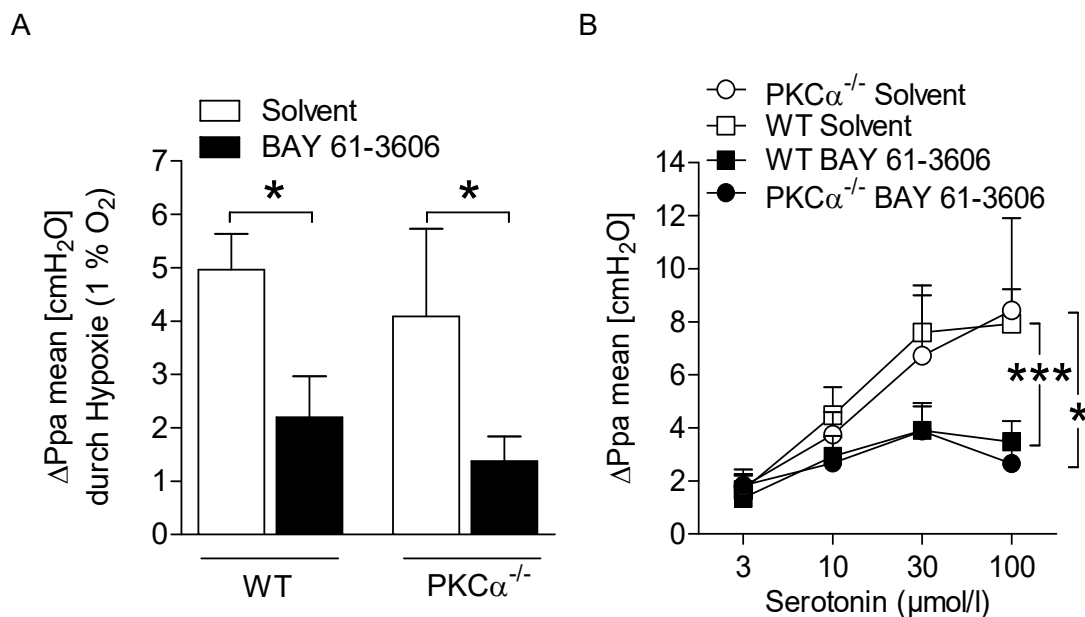 A
Solvent
BAY 61-3606
ΔPpa mean [cmH₂O]
durch Hypoxie (1 % O₂)
7
6
5
4
3
2
1
0
*
*
WT
PKCα⁻/⁻
B
PKCα⁻/⁻ Solvent
WT Solvent
WT BAY 61-3606
PKCα⁻/⁻ BAY 61-3606
ΔPpa mean [cmH₂O]
14
12
10
8
6
4
2
0
***
*
3 10 30 100
Serotonin (µmol/l)